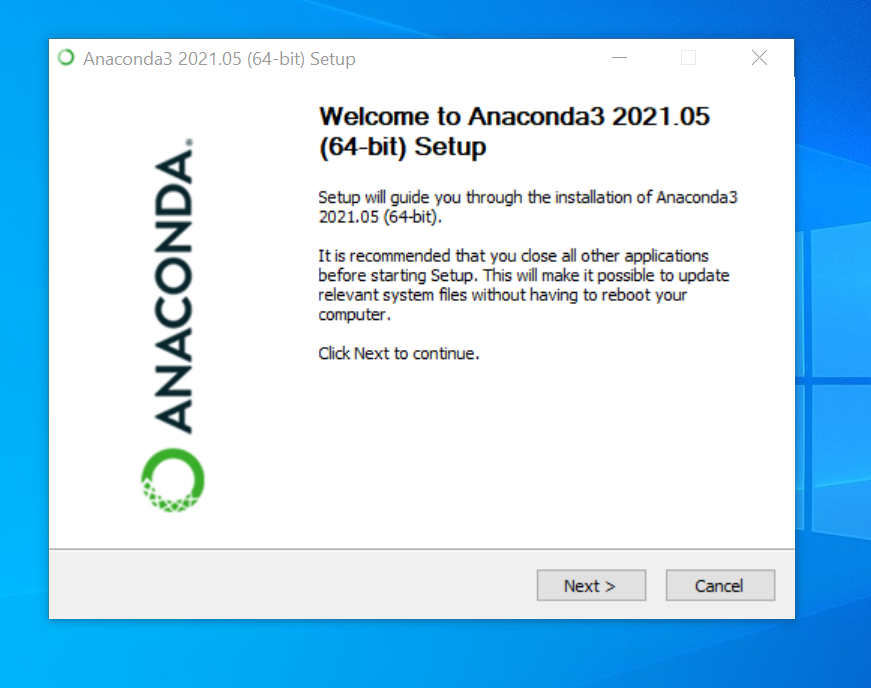 Anaconda3 2021.05 (64-bit) Setup
Welcome to Anaconda3 2021.05
(64-bit) Setup
ANACONDA.
Setup will guide you through the installation of Anaconda3
2021.05 (64-bit).
It is recommended that you close all other applications
before starting Setup. This will make it possible to update
relevant system files without having to reboot your
computer.
Click Next to continue.
Next >
Cancel